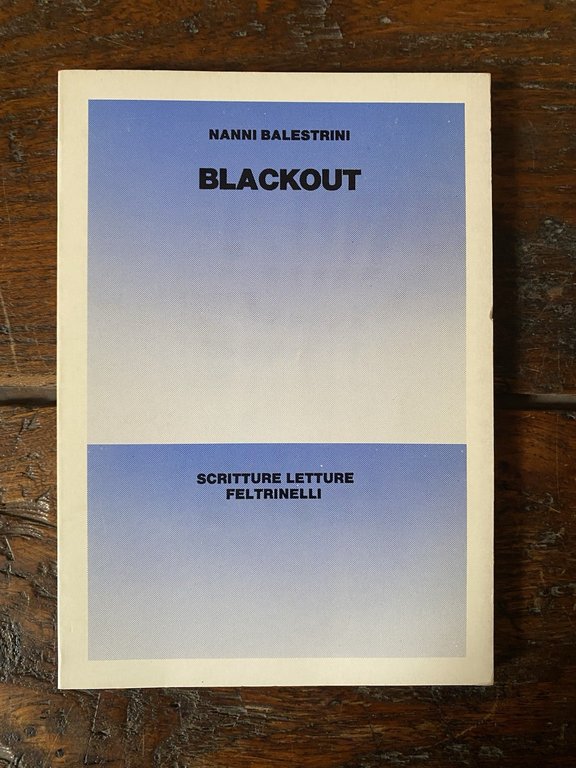 NANNI BALESTRINI
BLACKOUT
SCRITTURE LETTURE
FELTRINELLI